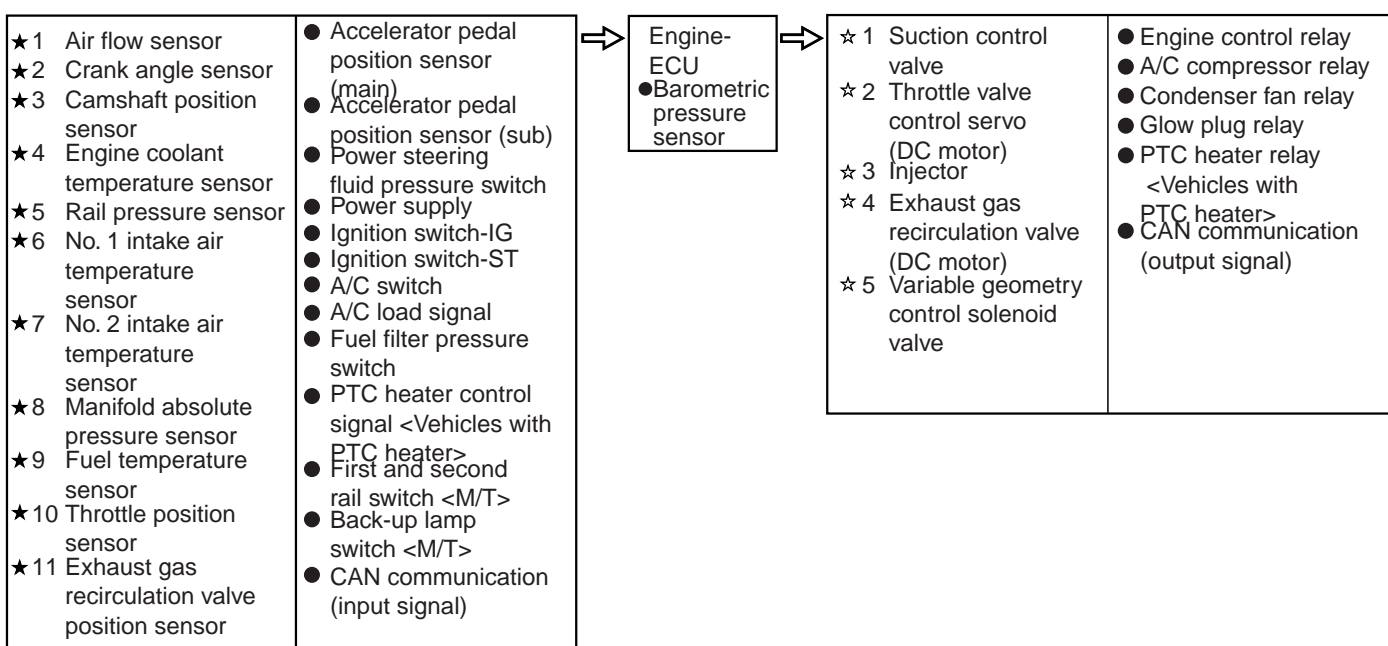 ★1 Air flow sensor
★2 Crank angle sensor
★3 Camshaft position
sensor
★4 Engine coolant
temperature sensor
★5 Rail pressure sensor
★6 No. 1 intake air
temperature
sensor
★7 No. 2 intake air
temperature
sensor
★8 Manifold absolute
pressure sensor
★9 Fuel temperature
sensor
★10 Throttle position
sensor
★11 Exhaust gas
recirculation valve
position sensor
● Accelerator pedal
position sensor
(main)
● Accelerator pedal
position sensor (sub)
● Power steering
fluid pressure switch
● Power supply
● Ignition switch-IG
● Ignition switch-ST
● A/C switch
● A/C load signal
● Fuel filter pressure
switch
● PTC heater control
signal <Vehicles with
PTC heater>
● First and second
rail switch <M/T>
● Back-up lamp
switch <M/T>
● CAN communication
(input signal)
Engine-
ECU
●Barometric
pressure
sensor
☆1 Suction control
valve
☆2 Throttle valve
control servo
(DC motor)
☆3 Injector
☆4 Exhaust gas
recirculation valve
(DC motor)
☆5 Variable geometry
control solenoid
valve
● Engine control relay
● A/C compressor relay
● Condenser fan relay
● Glow plug relay
● PTC heater relay
<Vehicles with
PTC heater>
● CAN communication
(output signal)